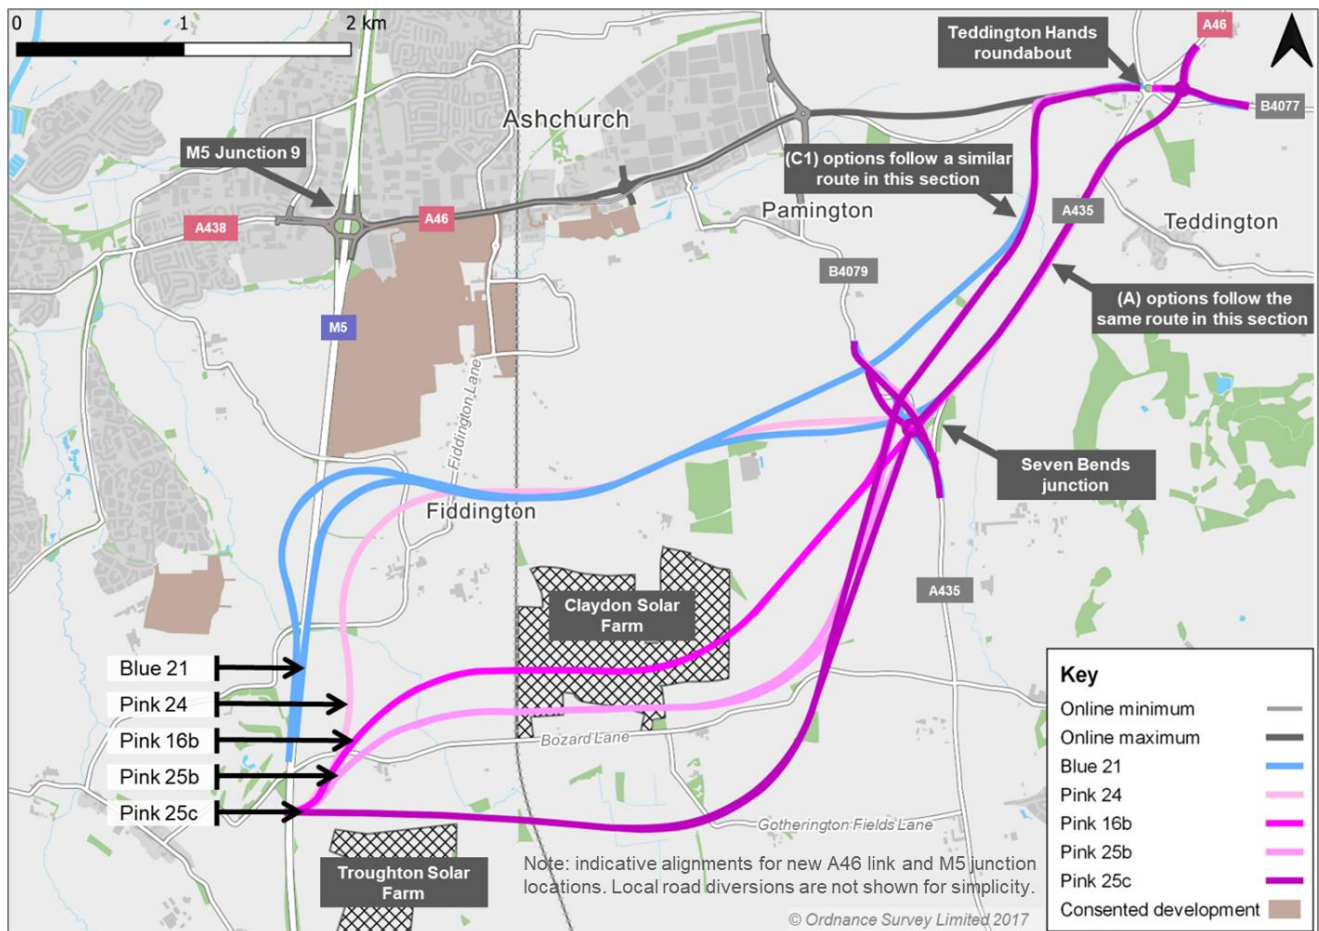 0 1 2 km
Teddington Hands
roundabout
A46
B4077
Ashchurch
M5 Junction 9
(C1) options follow a similar
route in this section
A438
A46
Pamington
A435
Teddington
B4079
(A) options follow the
same route in this section
M5
Fiddington Lane
Seven Bends
junction
Fiddington
Claydon Solar
Farm
A435
Blue 21
Pink 24
Pink 16b
Pink 25b
Pink 25c
Bozard Lane
Gotherington Fields Lane
Troughton Solar
Farm
Note: indicative alignments for new A46 link and M5 junction
locations. Local road diversions are not shown for simplicity.
© Ordnance Survey Limited 2017
Key
Online minimum
Online maximum
Blue 21
Pink 24
Pink 16b
Pink 25b
Pink 25c
Consented development